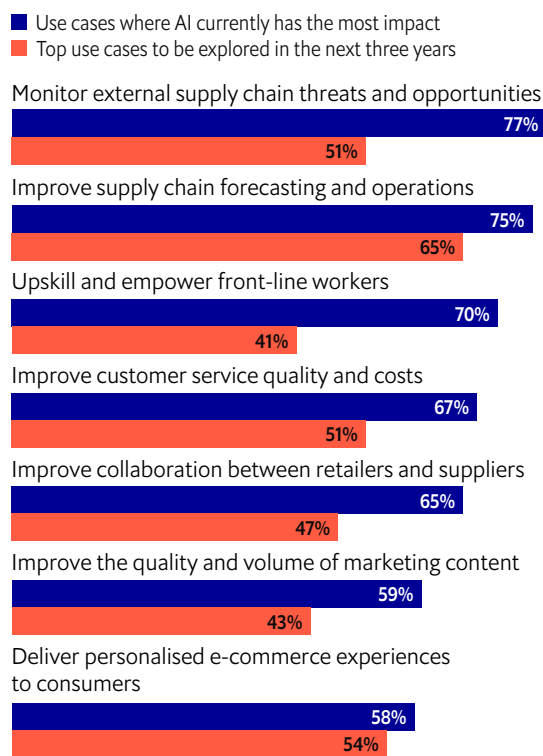 Use cases where AI currently has the most impact
Top use cases to be explored in the next three years
Monitor external supply chain threats and opportunities
77%
51%
Improve supply chain forecasting and operations
75%
65%
Upskill and empower front-line workers
70%
41%
Improve customer service quality and costs
67%
51%
Improve collaboration between retailers and suppliers
65%
47%
Improve the quality and volume of marketing content
59%
43%
Deliver personalised e-commerce experiences
to consumers
58%
54%